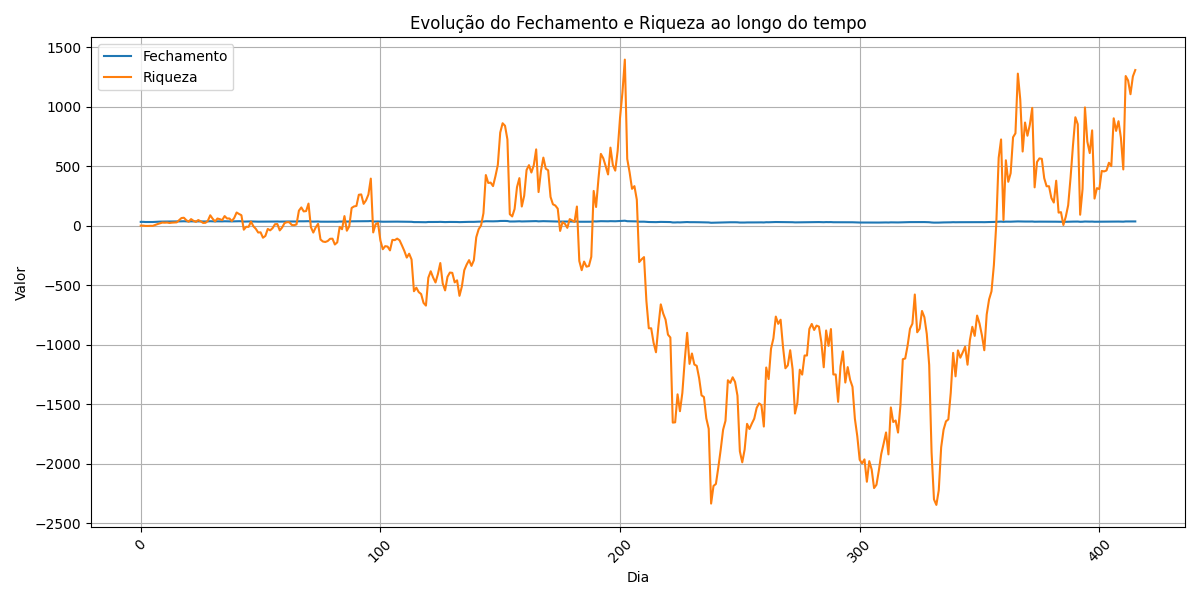 Evolução do Fechamento e Riqueza ao longo do tempo
Fechamento
Riqueza
Valor
1500
1000
500
0
−500
−1000
−1500
−2000
−2500
0
100
200
300
400
Dia